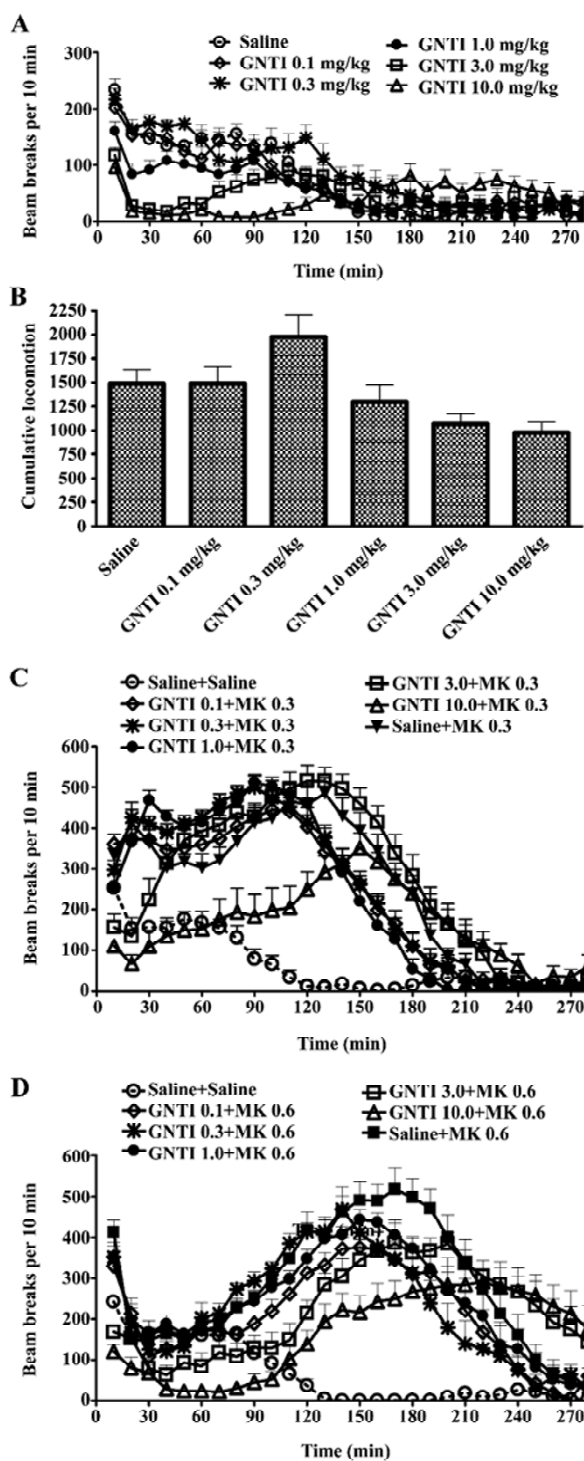 A
Saline
GNTI 0.1 mg/kg
GNTI 0.3 mg/kg
GNTI 1.0 mg/kg
GNTI 3.0 mg/kg
GNTI 10.0 mg/kg
Beam breaks per 10 min
300
200
100
0
0 30 60 90 120 150 180 210 240 270
Time (min)
B
Cumulative locomotion
2250
2000
1750
1500
1250
1000
750
500
250
0
Saline
GNTI 0.1 mg/kg
GNTI 0.3 mg/kg
GNTI 1.0 mg/kg
GNTI 3.0 mg/kg
GNTI 10.0 mg/kg
C
Saline+Saline
GNTI 0.1+MK 0.3
GNTI 0.3+MK 0.3
GNTI 1.0+MK 0.3
GNTI 3.0+MK 0.3
GNTI 10.0+MK 0.3
Saline+MK 0.3
Beam breaks per 10 min
600
500
400
300
200
100
0
0 30 60 90 120 150 180 210 240 270
Time (min)
D
Saline+Saline
GNTI 0.1+MK 0.6
GNTI 0.3+MK 0.6
GNTI 1.0+MK 0.6
GNTI 3.0+MK 0.6
GNTI 10.0+MK 0.6
Saline+MK 0.6
Beam breaks per 10 min
600
500
400
300
200
100
0
0 30 60 90 120 150 180 210 240 270
Time (min)